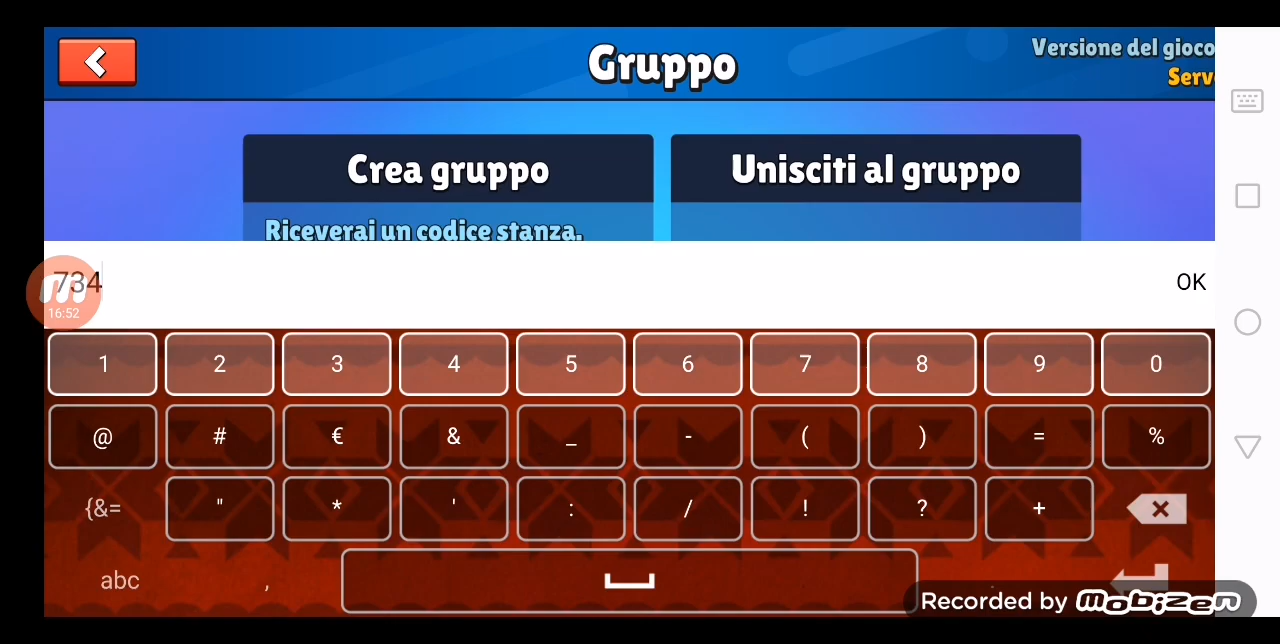 Gruppo
Versione del gioco
Serv
Crea gruppo
Unisciti al gruppo
Riceverai un codice stanza.
734
OK
16:52
1 2 3 4 5 6 7 8 9 0
@ # € & _ - ( ) = %
{&= " * ' : / ! ? +
abc ,
Recorded by mobizen